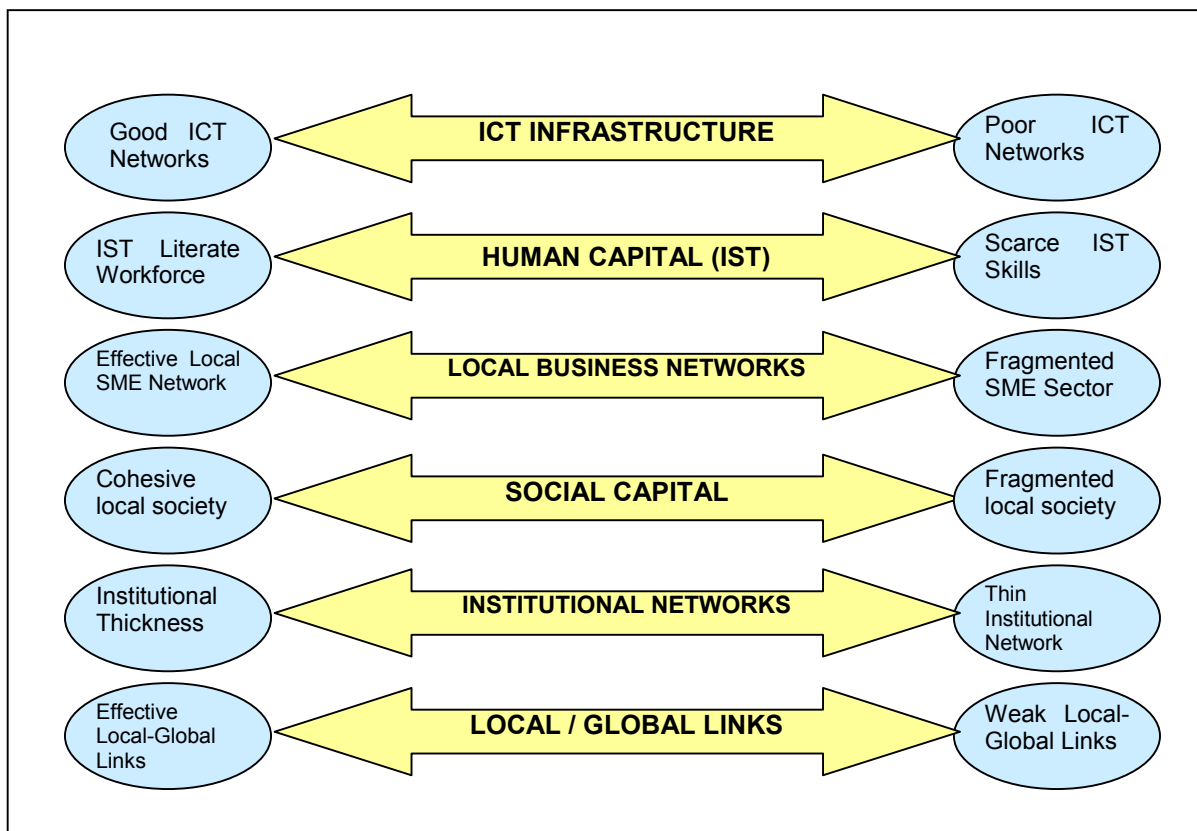 Good ICT
Networks
ICT INFRASTRUCTURE
Poor ICT
Networks
IST Literate
Workforce
HUMAN CAPITAL (IST)
Scarce IST
Skills
Effective Local
SME Network
LOCAL BUSINESS NETWORKS
Fragmented
SME Sector
Cohesive
local society
SOCIAL CAPITAL
Fragmented
local society
Institutional
Thickness
INSTITUTIONAL NETWORKS
Thin
Institutional
Network
Effective
Local-Global
Links
LOCAL / GLOBAL LINKS
Weak Local-
Global Links